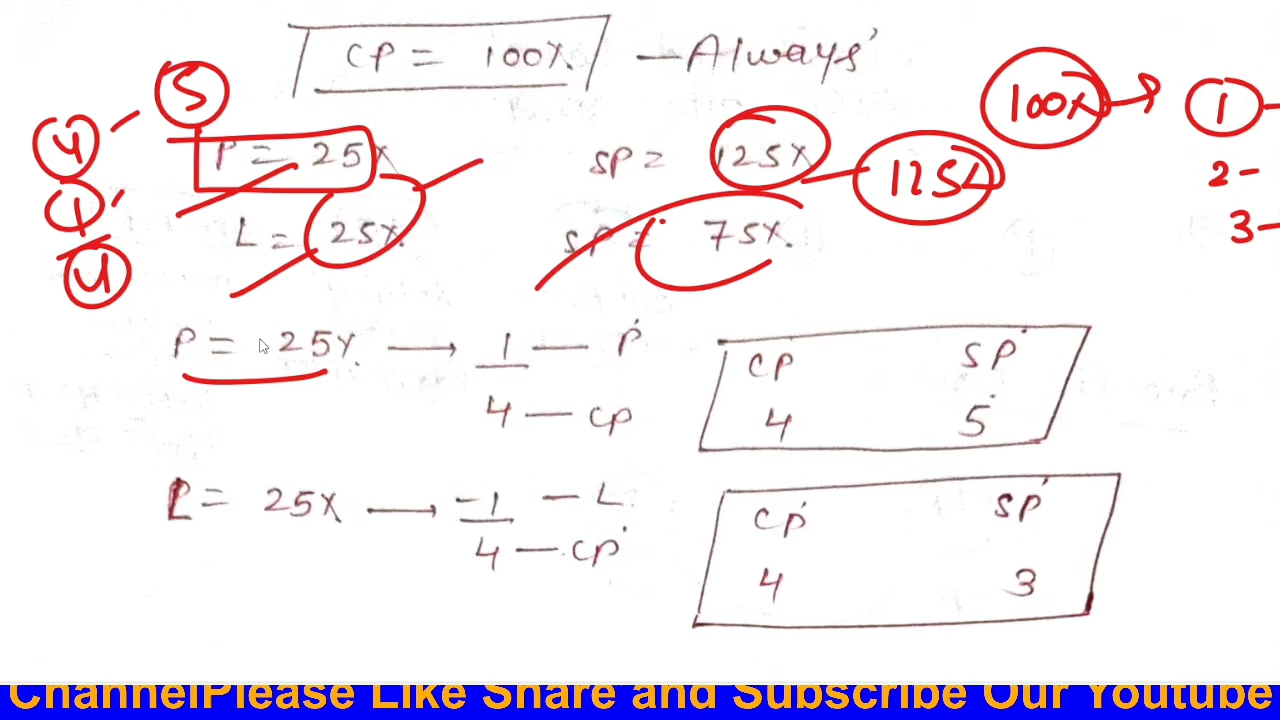 CP = 100% — Always
5
100% → 1 -
4
P = 25%
SP = 125%
125%
2 -
1
L = 25%
SP = 75%
3 -
4
P = 25% → 1/4 — P
— CP
CP SP
4 5
L = 25% → -1/4 — L
— CP
CP SP
4 3
ChannelPlease Like Share and Subscribe Our Youtube